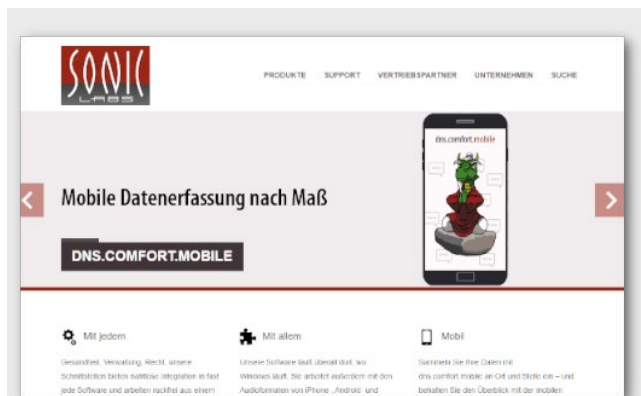 SONIC
LABS
PRODUKTE SUPPORT VERTRIEBSPARTNER UNTERNEHMEN SUCHE
dns.comfort.mobile
Mobile Datenerfassung nach Maß
DNS.COMFORT.MOBILE
Mit jedem
Gesundheit, Verwaltung, Recht: unsere
Schnittstellen bieten nahtlose Integration in fast
jede Software und arbeiten ruckfrei aus einem
Mit allem
Unsere Software läuft überall dort, wo
Windows läuft. Sie arbeitet außerdem mit den
Audioformaten von iPhone, Android und
Mobil
Sammeln Sie Ihre Daten mit
dns.comfort.mobile an Ort und Stelle ein – und
behalten Sie den Überblick mit der mobilen